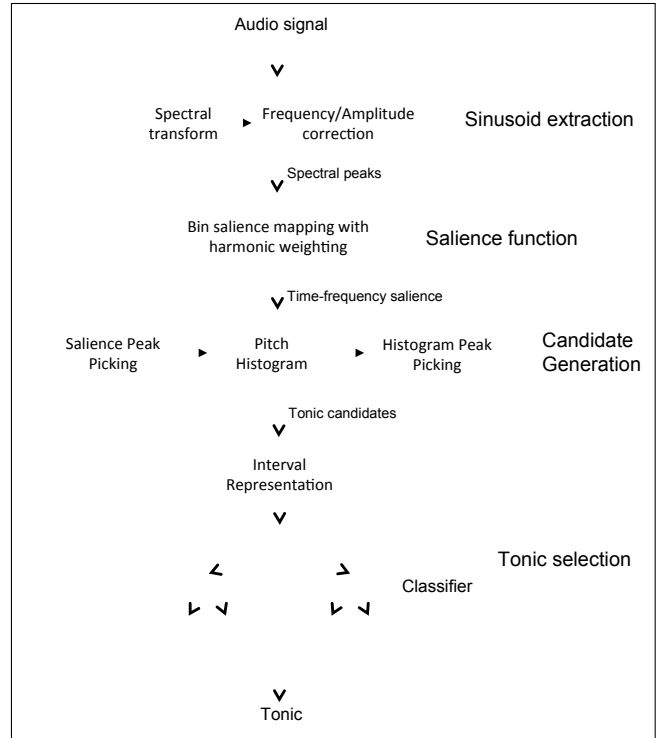 Audio signal
Spectral
transform
Frequency/Amplitude
correction
Sinusoid extraction
Spectral peaks
Bin salience mapping with
harmonic weighting
Salience function
Time-frequency salience
Salience Peak
Picking
Pitch
Histogram
Histogram Peak
Picking
Candidate
Generation
Tonic candidates
Interval
Representation
Tonic selection
Classifier
Tonic